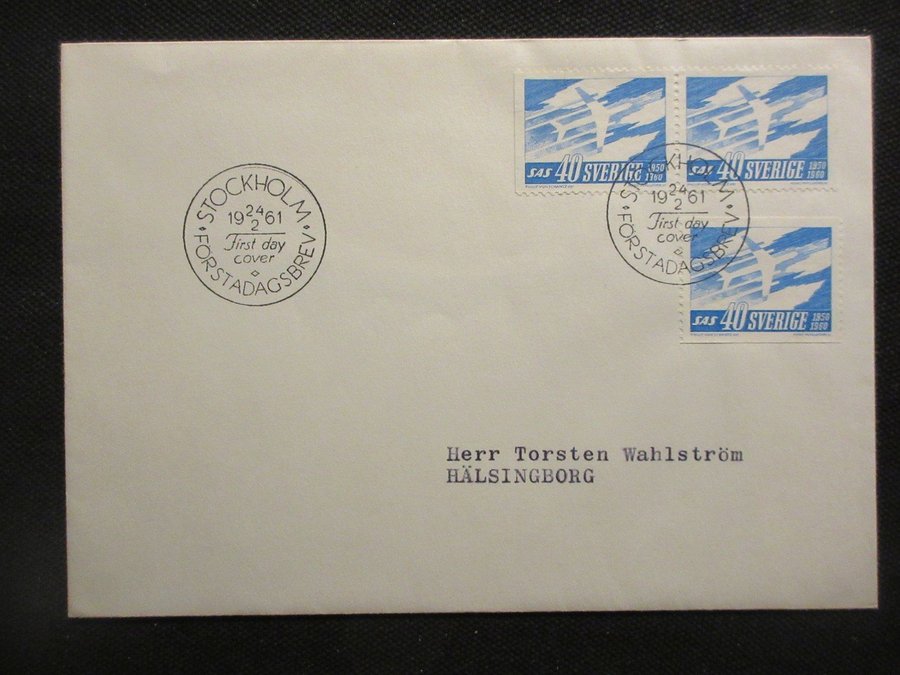 SAS 40 SVERIGE 1950 1960
SAS 40 SVERIGE 1950 1960
STOCKHOLM
19 24/2 61
First day
cover
FÖRSTADAGSBREV
STOCKHOLM
19 24/2 61
First day
cover
FÖRSTADAGSBREV
SAS 40 SVERIGE 1950 1960
Herr Torsten Wahlström
HÄLSINGBORG